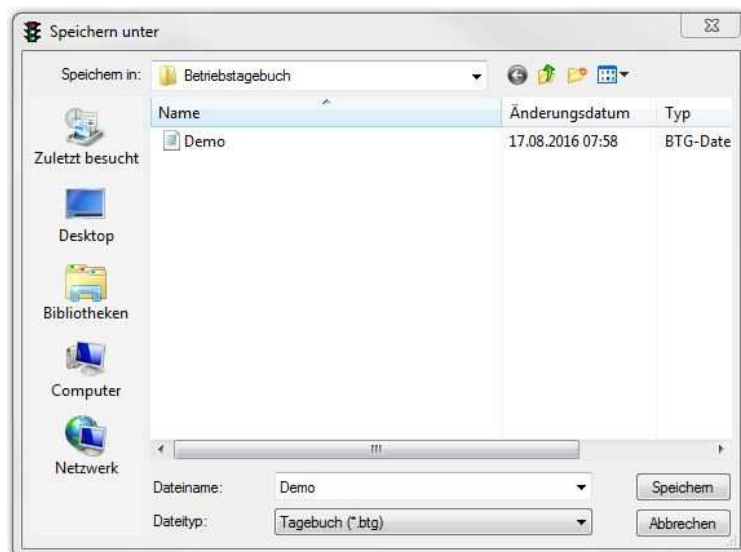 Speichern unter
Speichern in: Betriebstagebuch
Name Änderungsdatum Typ
Demo 17.08.2016 07:58 BTG-Date
Zuletzt besucht
Desktop
Bibliotheken
Computer
Netzwerk
Dateiname: Demo Speichern
Dateityp: Tagebuch (*.btg) Abbrechen